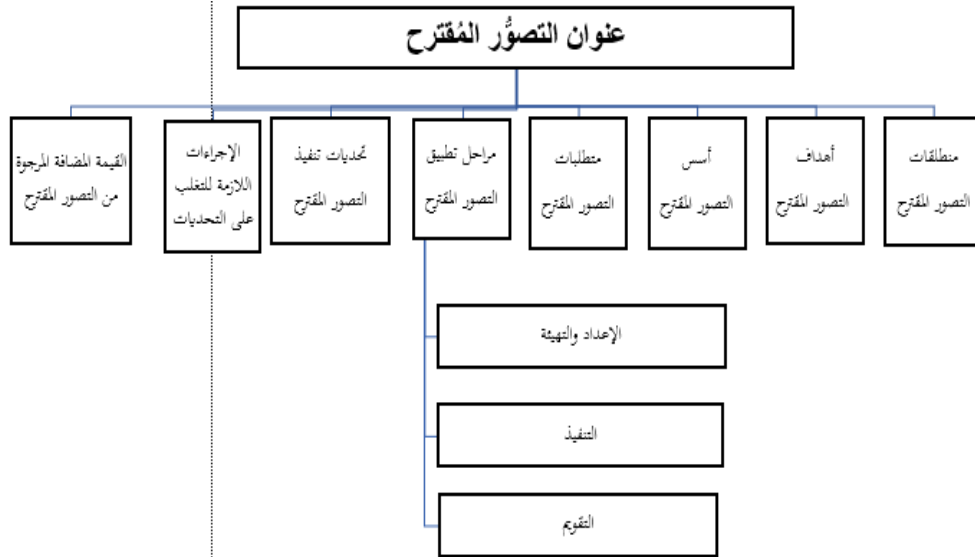 عنوان التصوُّر المُقترح
منطلقات
التصور المقترح
أهداف
التصور المقترح
أسس
التصور المقترح
متطلبات
التصور المقترح
مراحل تطبيق
التصور المقترح
تحديات تنفيذ
التصور المقترح
الإجراءات
اللازمة للتغلب
على التحديات
القيمة المضافة المرجوة
من التصور المقترح
الإعداد والتهيئة
التنفيذ
التقويم